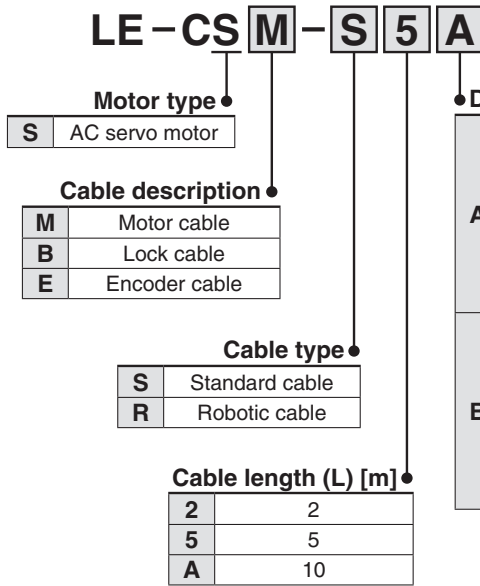 LE－CSM－S5A
Motor type
S AC servo motor
Cable description
M Motor cable
B Lock cable
E Encoder cable
Cable type
S Standard cable
R Robotic cable
Cable length (L) [m]
2 2
5 5
A 10